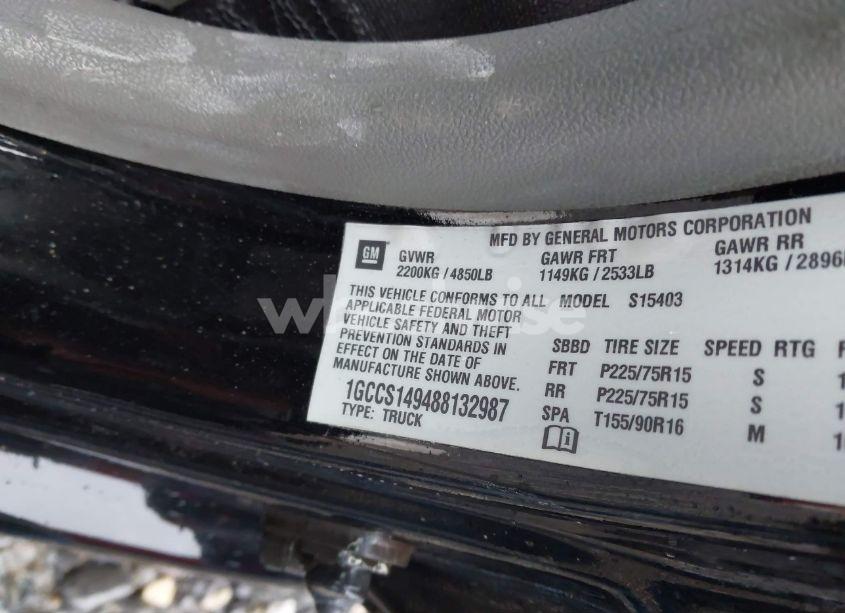 MFD BY GENERAL MOTORS CORPORATION
GM
GVWR GAWR FRT GAWR RR
2200KG / 4850LB 1149KG / 2533LB 1314KG / 2896
THIS VEHICLE CONFORMS TO ALL MODEL S15403
APPLICABLE FEDERAL MOTOR
VEHICLE SAFETY AND THEFT
PREVENTION STANDARDS IN
EFFECT ON THE DATE OF
MANUFACTURE SHOWN ABOVE.
1GCCS149488132987
TYPE: TRUCK
SBBD TIRE SIZE SPEED RTG
FRT P225/75R15 S
RR P225/75R15 S
SPA T155/90R16 M